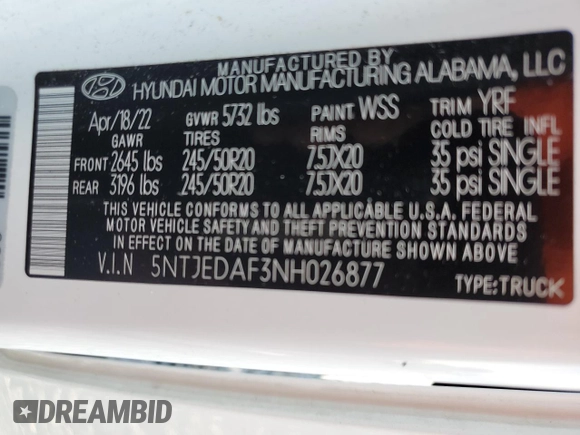 MANUFACTURED BY
HYUNDAI MOTOR MANUFACTURING ALABAMA, LLC
Apr/18/22 GVWR 5732 lbs PAINT WSS TRIM YRF
GAWR TIRES RIMS COLD TIRE INFL
FRONT 2645 lbs 245/50R20 7.5JX20 35 psi SINGLE
REAR 3196 lbs 245/50R20 7.5JX20 35 psi SINGLE
THIS VEHICLE CONFORMS TO ALL APPLICABLE U.S.A. FEDERAL
MOTOR VEHICLE SAFETY AND THEFT PREVENTION STANDARDS
IN EFFECT ON THE DATE OF MANUFACTURE SHOWN ABOVE.
V.I.N 5NTJEDAF3NH026877
TYPE:TRUCK
DREAMBID